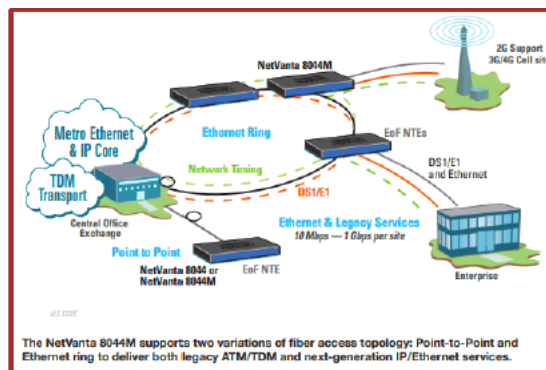 NetVanta 8044M
2G Support
3G/4G Cell site
Metro Ethernet
& IP Core
Ethernet Ring
EoF NTEs
TDM
Transport
Network Timing
DS1/E1
and Ethernet
DS1/E1
Central Office
Exchange
Ethernet & Legacy Services
10 Mbps — 1 Gbps per site
Point to Point
NetVanta 8044 or
NetVanta 8044M
EoF NTE
Enterprise
The NetVanta 8044M supports two variations of fiber access topology: Point-to-Point and
Ethernet ring to deliver both legacy ATM/TDM and next-generation IP/Ethernet services.